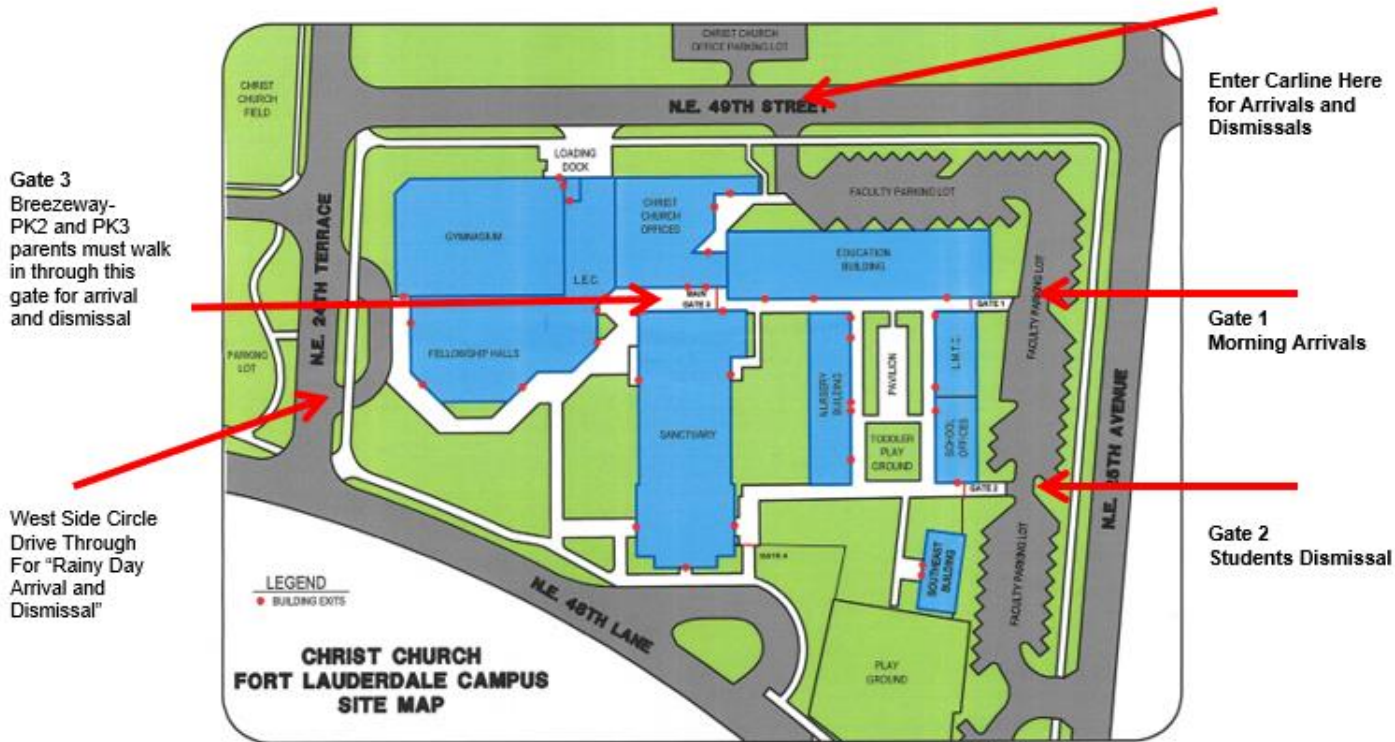 CHRIST CHURCH
OFFICE PARKING LOT
CHRIST
CHURCH
FIELD
N.E. 49TH STREET
Enter Carline Here
for Arrivals and
Dismissals
LOADING
DOCK
FACULTY PARKING LOT
Gate 3
Breezeway-
PK2 and PK3
parents must walk
in through this
gate for arrival
and dismissal
N.E. 24TH TERRACE
GYMNASIUM
CHRIST
CHURCH
OFFICES
EDUCATION
BUILDING
L.E.C.
MAIN
GATE 3
GATE 1
FACULTY PARKING LOT
Gate 1
Morning Arrivals
PARKING
LOT
FELLOWSHIP HALLS
NURSERY
BUILDING
PAVILION
L.M.T.C.
SANCTUARY
TODDLER
PLAY
GROUND
SCHOOL
OFFICES
N.E. 25TH AVENUE
GATE 2
West Side Circle
Drive Through
For "Rainy Day
Arrival and
Dismissal"
Gate 2
Students Dismissal
GATE 4
SOUTHEAST
BUILDING
FACULTY PARKING LOT
LEGEND
BUILDING EXITS
N.E. 48TH LANE
CHRIST CHURCH
FORT LAUDERDALE CAMPUS
SITE MAP
PLAY
GROUND